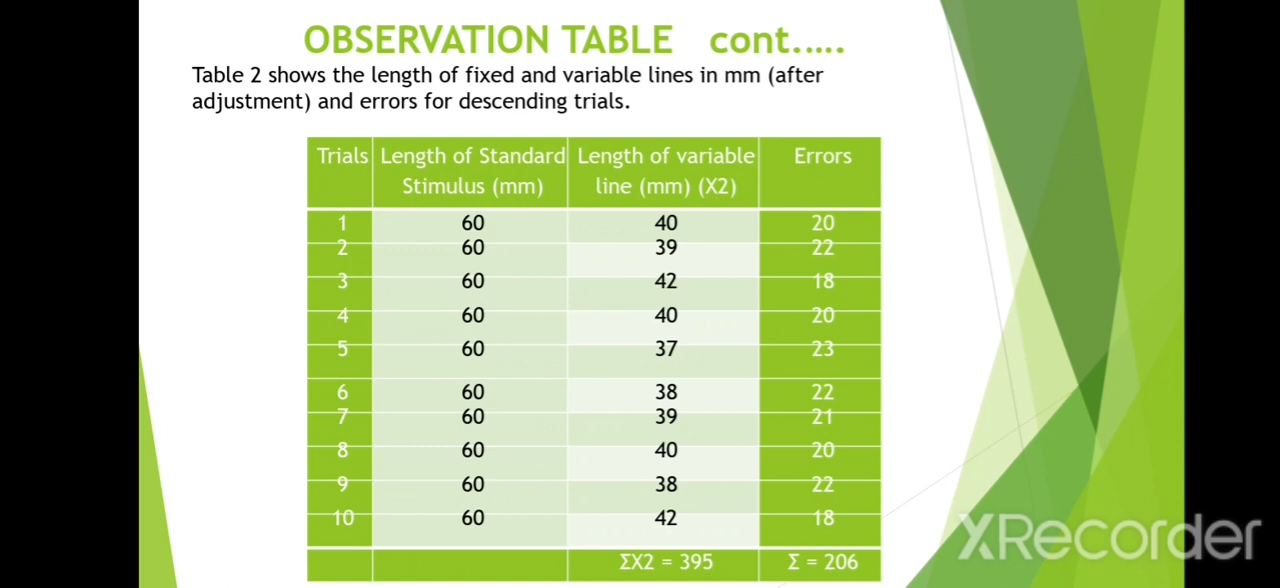 OBSERVATION TABLE cont.....
Table 2 shows the length of fixed and variable lines in mm (after
adjustment) and errors for descending trials.
Trials Length of Standard Stimulus (mm) Length of variable line (mm) (X2) Errors
1 60 40 20
2 60 39 22
3 60 42 18
4 60 40 20
5 60 37 23
6 60 38 22
7 60 39 21
8 60 40 20
9 60 38 22
10 60 42 18
ΣX2 = 395 Σ = 206
XRecorder